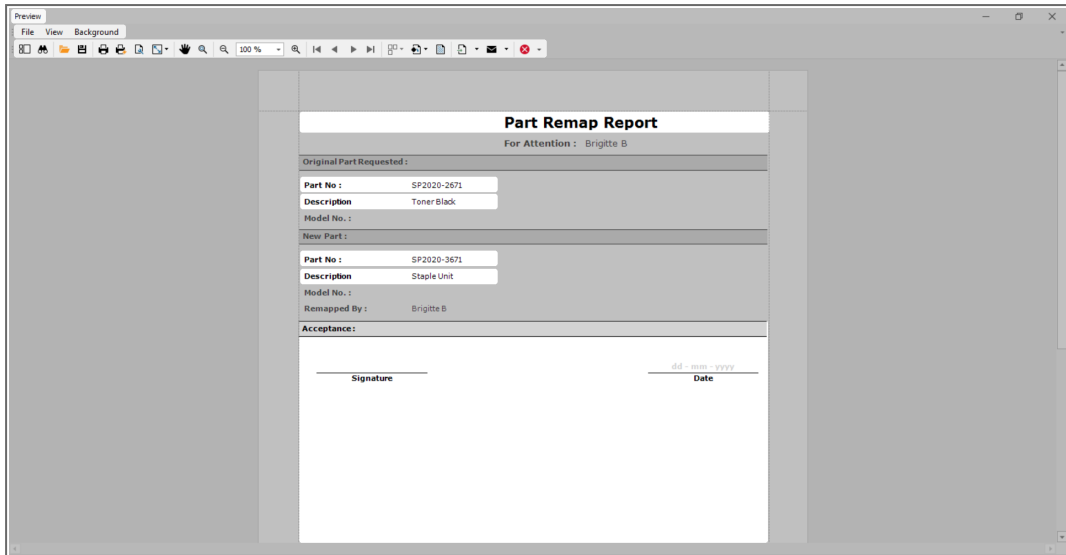 Preview
File View Background
100 %
Part Remap Report
For Attention : Brigitte B
Original Part Requested :
Part No : SP2020-2671
Description Toner Black
Model No. :
New Part :
Part No : SP2020-3671
Description Staple Unit
Model No. :
Remapped By : Brigitte B
Acceptance :
dd - mm - yyyy
Signature Date